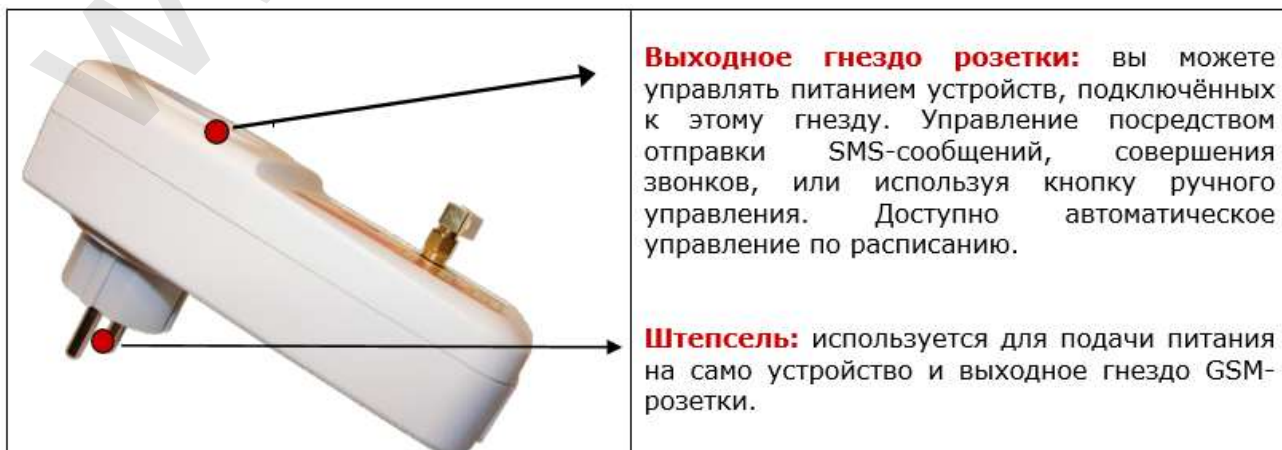 Выходное гнездо розетки: вы можете
управлять питанием устройств, подключённых
к этому гнезду. Управление посредством
отправки SMS-сообщений, совершения
звонков, или используя кнопку ручного
управления. Доступно автоматическое
управление по расписанию.
Штепсель: используется для подачи питания
на само устройство и выходное гнездо GSM-
розетки.